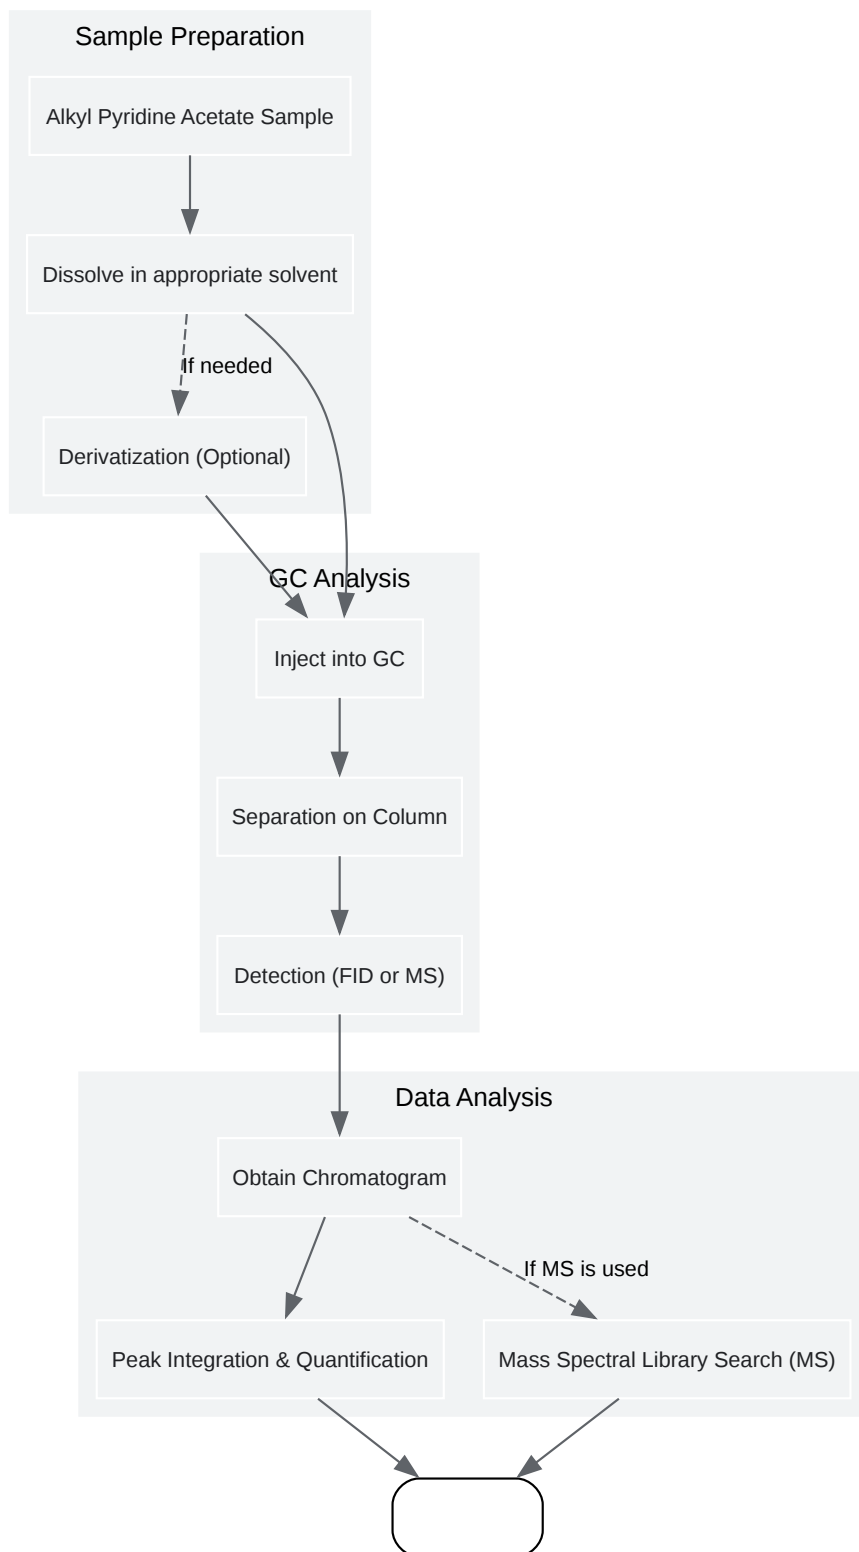 Sample Preparation
Alkyl Pyridine Acetate Sample
Dissolve in appropriate solvent
If needed
Derivatization (Optional)
GC Analysis
Inject into GC
Separation on Column
Detection (FID or MS)
Data Analysis
Obtain Chromatogram
If MS is used
Peak Integration & Quantification
Mass Spectral Library Search (MS)